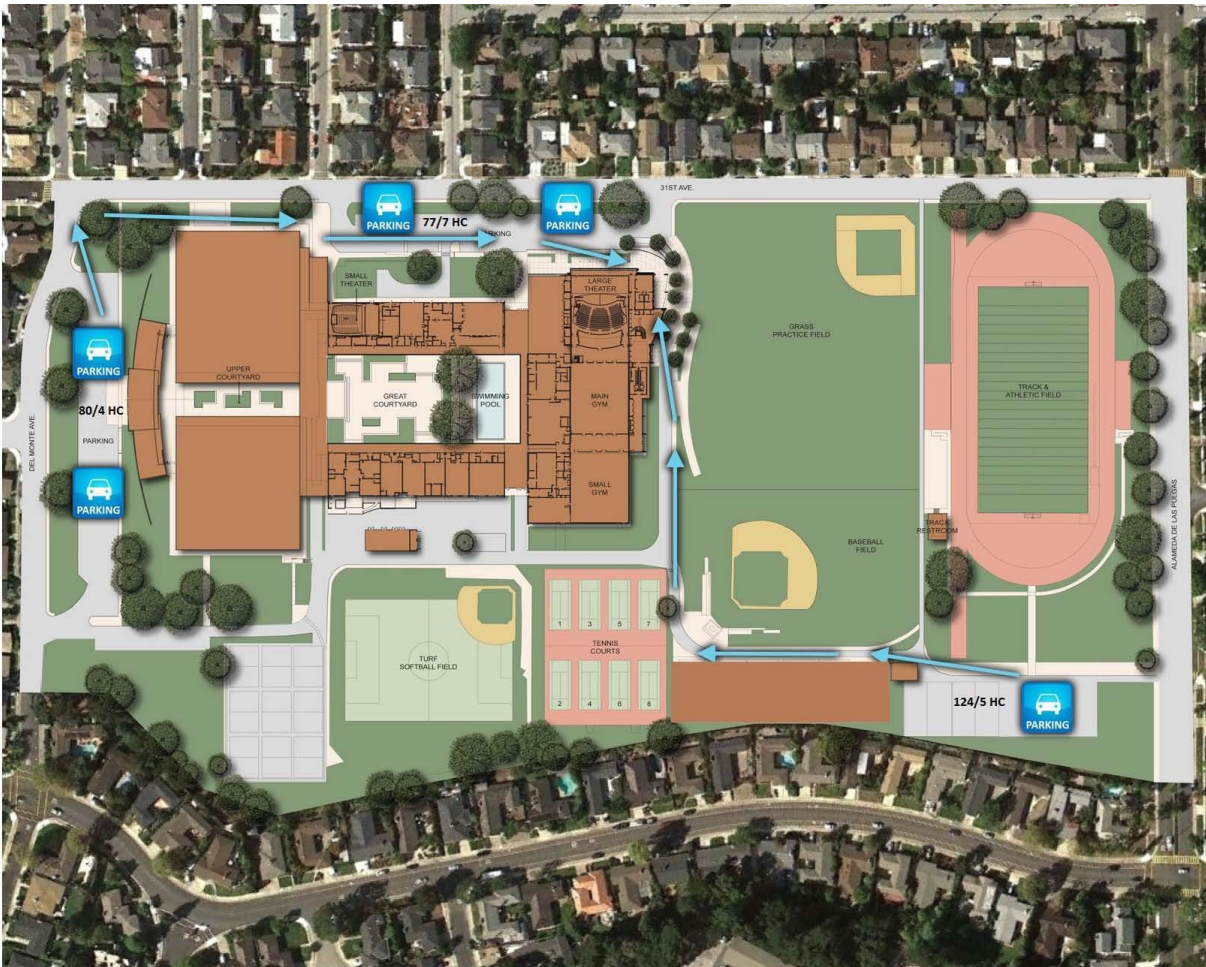 31ST AVE.
PARKING
77/7 HC
PARKING
PARKING
SMALL
THEATER
LARGE
THEATER
GRASS
PRACTICE FIELD
PARKING
UPPER
COURTYARD
GREAT
COURTYARD
SWIMMING
POOL
MAIN
GYM
TRACK &
ATHLETIC FIELD
80/4 HC
PARKING
DEL MONTE AVE.
PARKING
SMALL
GYM
TRACK
RESTROOM
BASEBALL
FIELD
ALAMEDA DE LAS PULGAS
1
3
5
7
TENNIS
COURTS
TURF
SOFTBALL FIELD
2
4
6
8
124/5 HC
PARKING